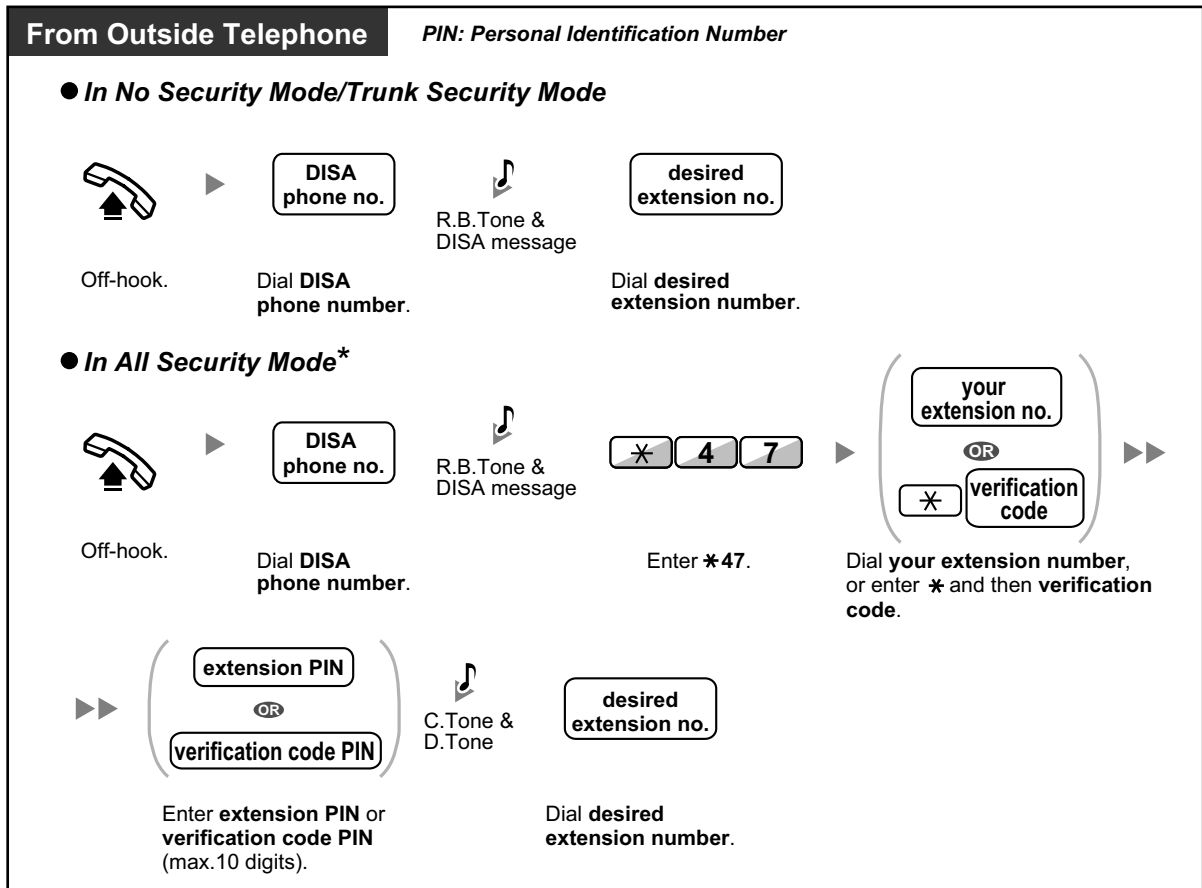 From Outside Telephone
PIN: Personal Identification Number
● In No Security Mode/Trunk Security Mode
DISA
phone no.
R.B.Tone &
DISA message
desired
extension no.
Off-hook.
Dial DISA
phone number.
Dial desired
extension number.
● In All Security Mode*
DISA
phone no.
R.B.Tone &
DISA message
* 4 7
your
extension no.
OR
* verification
code
Off-hook.
Dial DISA
phone number.
Enter *47.
Dial your extension number,
or enter * and then verification
code.
extension PIN
OR
verification code PIN
C.Tone &
D.Tone
desired
extension no.
Enter extension PIN or
verification code PIN
(max.10 digits).
Dial desired
extension number.